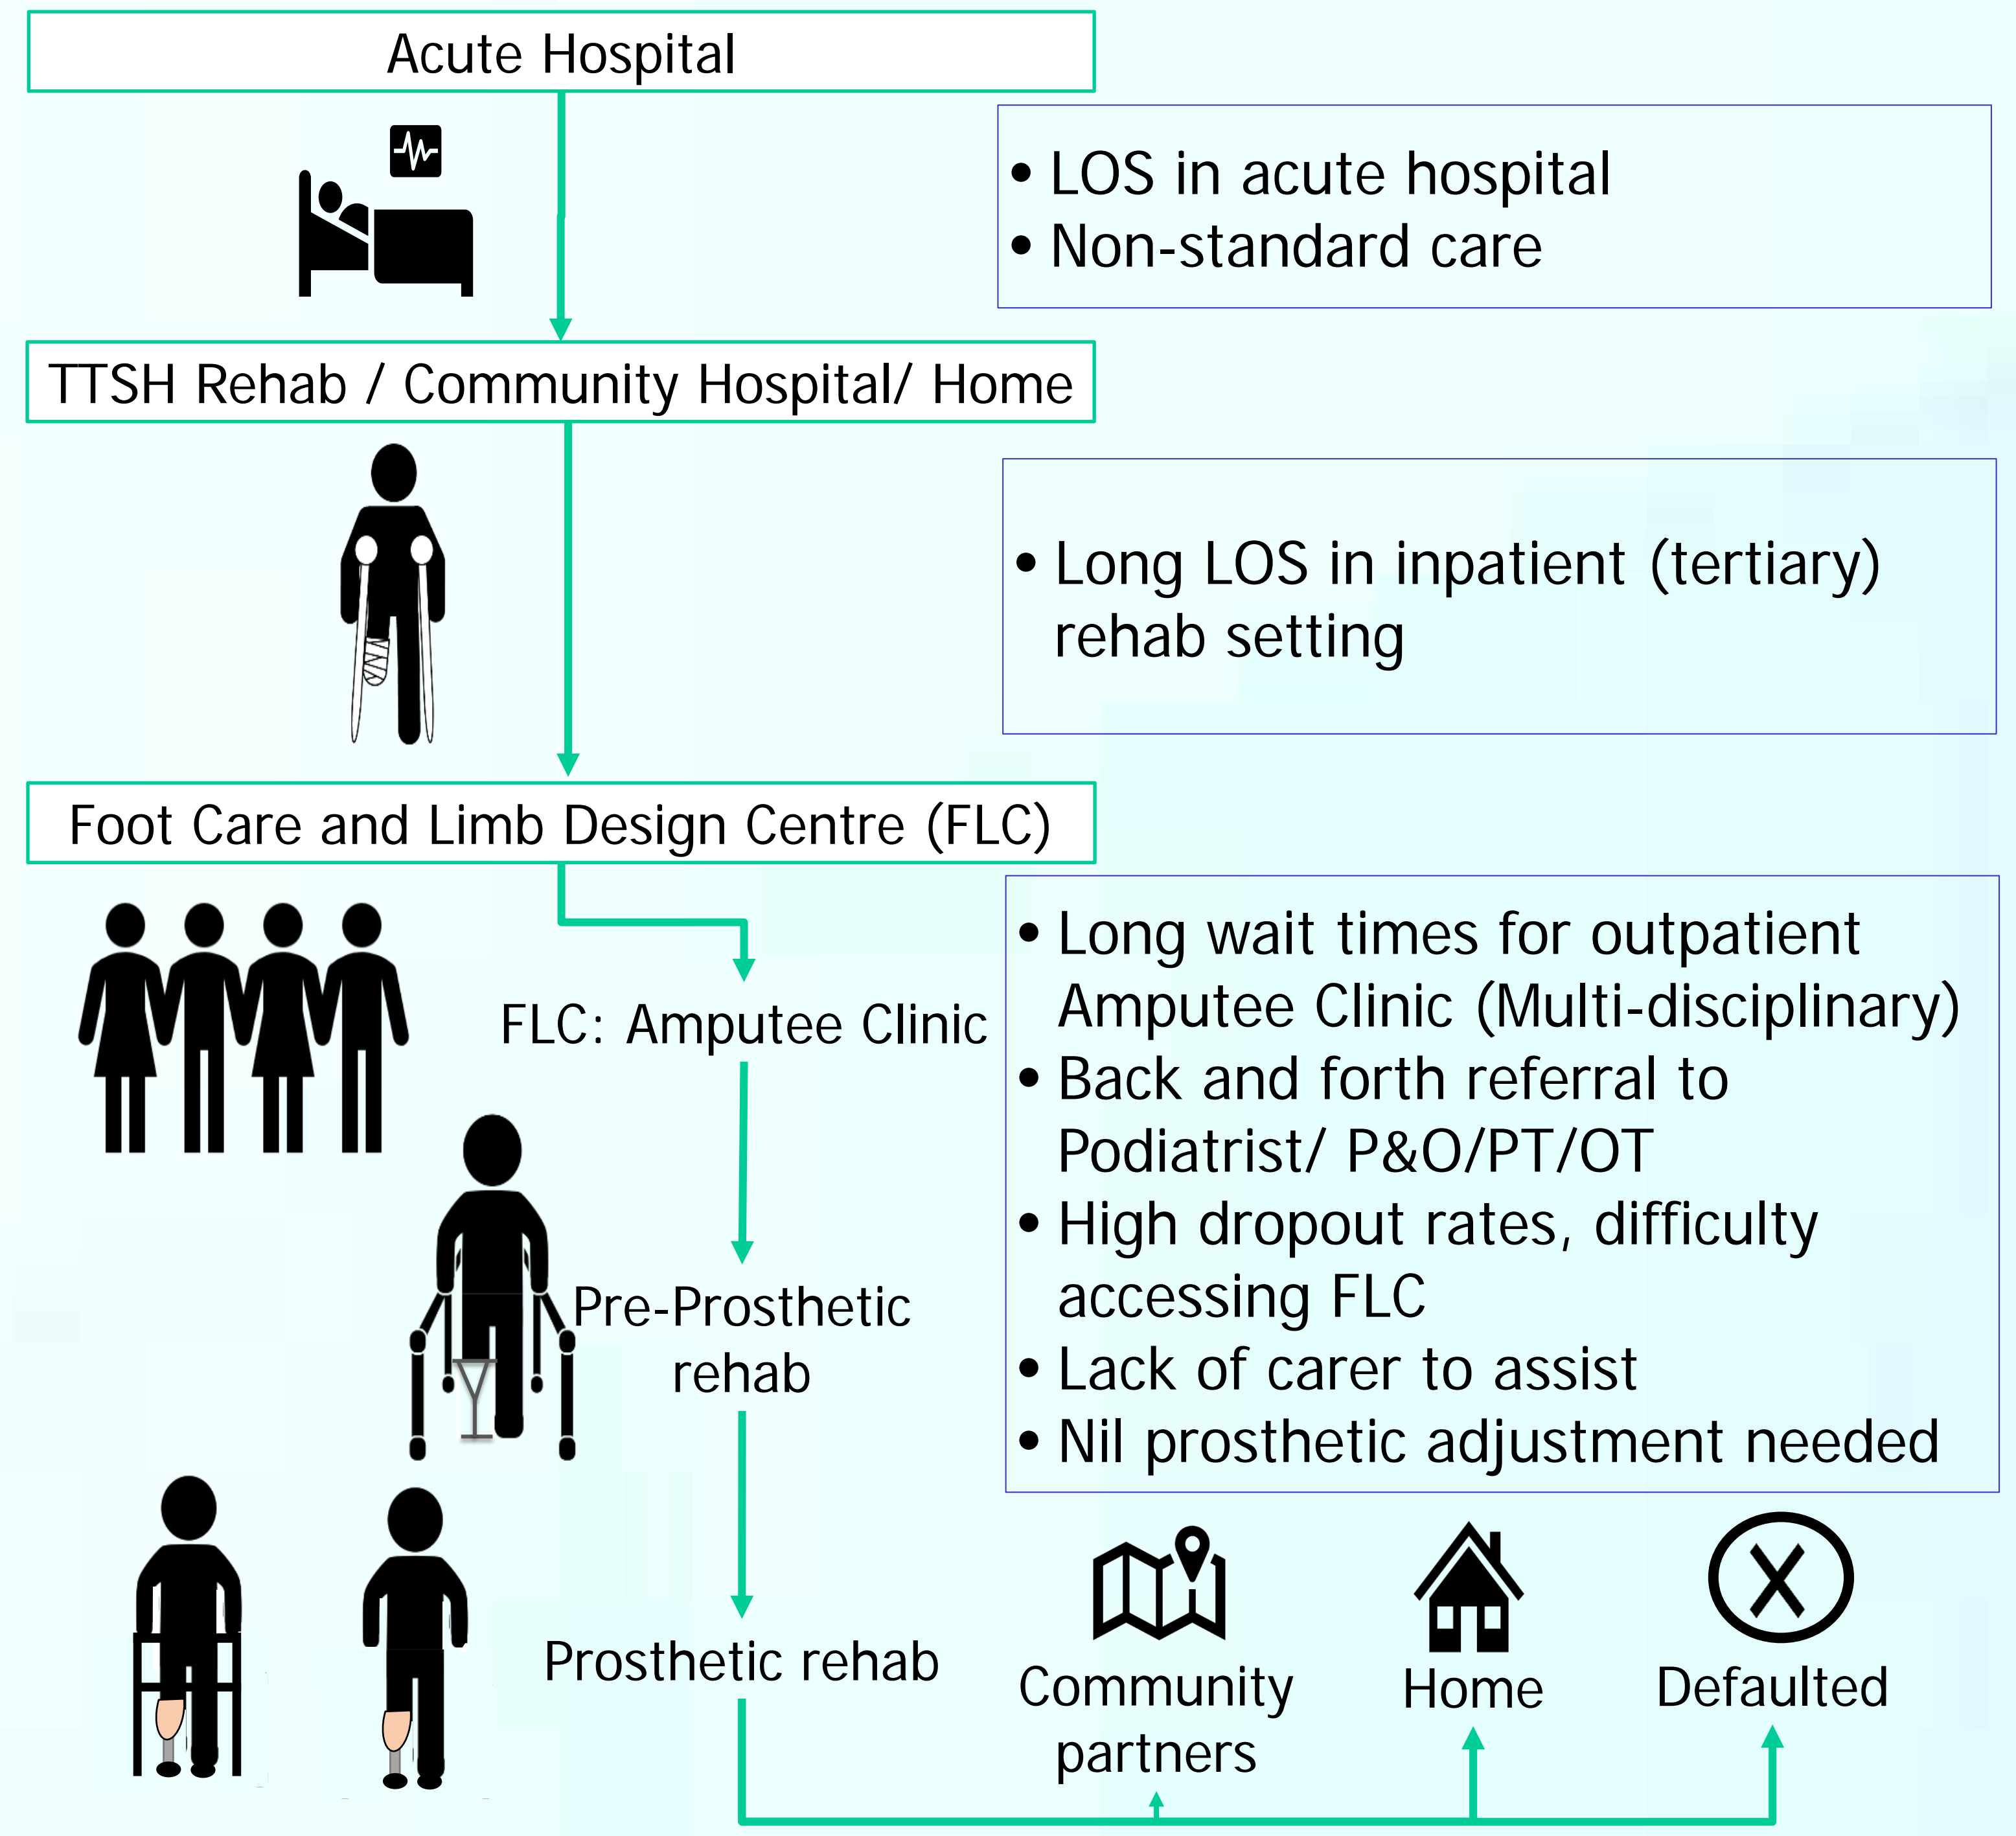 Acute Hospital
• LOS in acute hospital
• Non-standard care
TTSH Rehab / Community Hospital/ Home
• Long LOS in inpatient (tertiary)
rehab setting
Foot Care and Limb Design Centre (FLC)
FLC: Amputee Clinic
Pre-Prosthetic
rehab
Prosthetic rehab
• Long wait times for outpatient
Amputee Clinic (Multi-disciplinary)
• Back and forth referral to
Podiatrist/ P&O/PT/OT
• High dropout rates, difficulty
accessing FLC
• Lack of carer to assist
• Nil prosthetic adjustment needed
Community
partners
Home
X
Defaulted